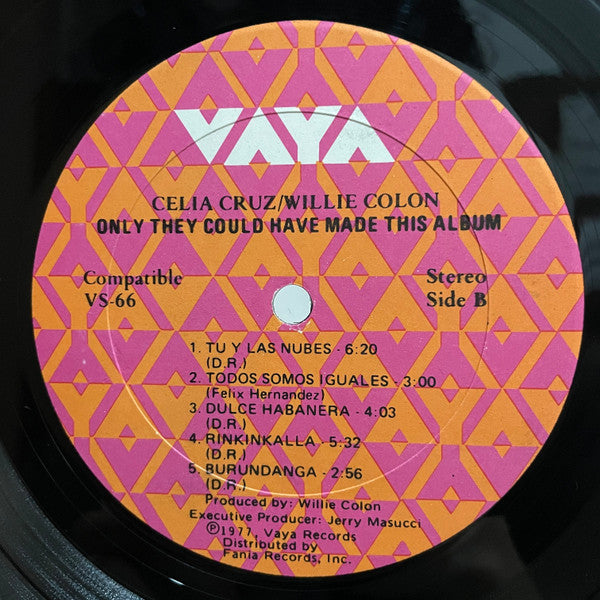 VAYA
CELIA CRUZ/WILLIE COLON
ONLY THEY COULD HAVE MADE THIS ALBUM
Compatible Stereo
VS-66 Side B
1. TU Y LAS NUBES - 6:20
(D.R.)
2. TODOS SOMOS IGUALES - 3:00
(Felix Hernandez)
3. DULCE HABANERA - 4:03
(D.R.)
4. RINKINKALLA - 5:32
(D.R.)
5. BURUNDANGA - 2:56
(D.R.)
Produced by: Willie Colon
Executive Producer: Jerry Masucci
Ⓟ1977, Vaya Records
Distributed by
Fania Records, Inc.